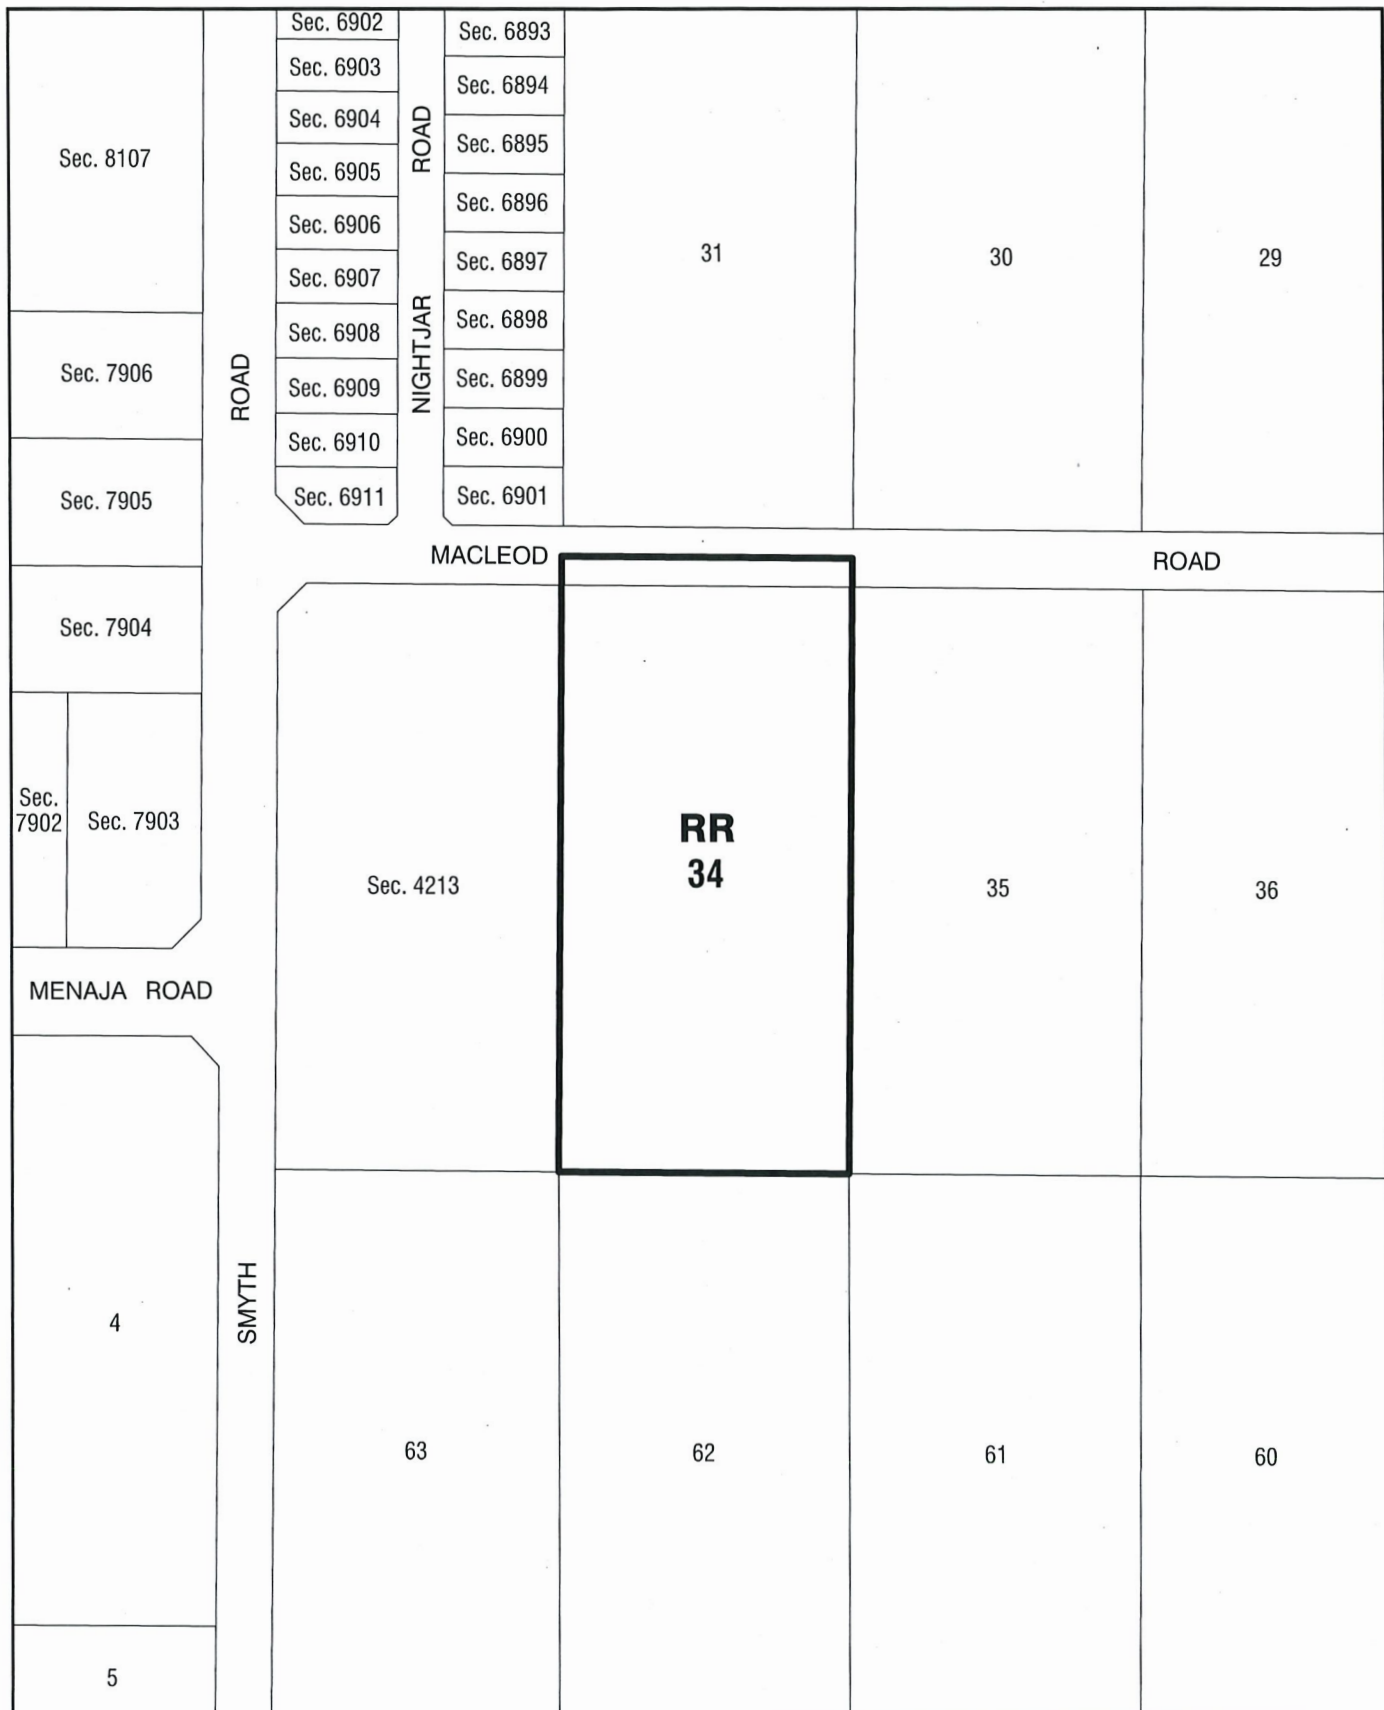 Sec. 6902
Sec. 6893
Sec. 6903
Sec. 6894
Sec. 6904
Sec. 6895
Sec. 8107
Sec. 6905
Sec. 6896
Sec. 6906
Sec. 6897
Sec. 6907
Sec. 6898
Sec. 6908
Sec. 6899
Sec. 6909
Sec. 6900
Sec. 6910
Sec. 6901
Sec. 6911
NIGHTJAR ROAD
31
30
29
Sec. 7906
Sec. 7905
Sec. 7904
Sec.
7902
Sec. 7903
MACLEOD ROAD
SMYTH ROAD
Sec. 4213
RR
34
35
36
MENAJA ROAD
4
63
62
61
60
5